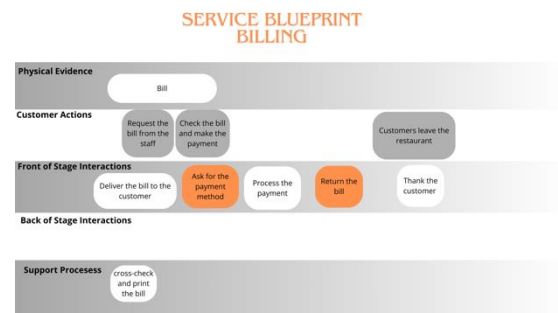 SERVICE BLUEPRINT
BILLING
Physical Evidence
Bill
Customer Actions
Request the
bill from the
staff
Check the bill
and make the
payment
Customers leave the
restaurant
Front of Stage Interactions
Deliver the bill to the
customer
Ask for the
payment
method
Process the
payment
Return the
bill
Thank the
customer
Back of Stage Interactions
Support Procesess
cross-check
and print
the bill